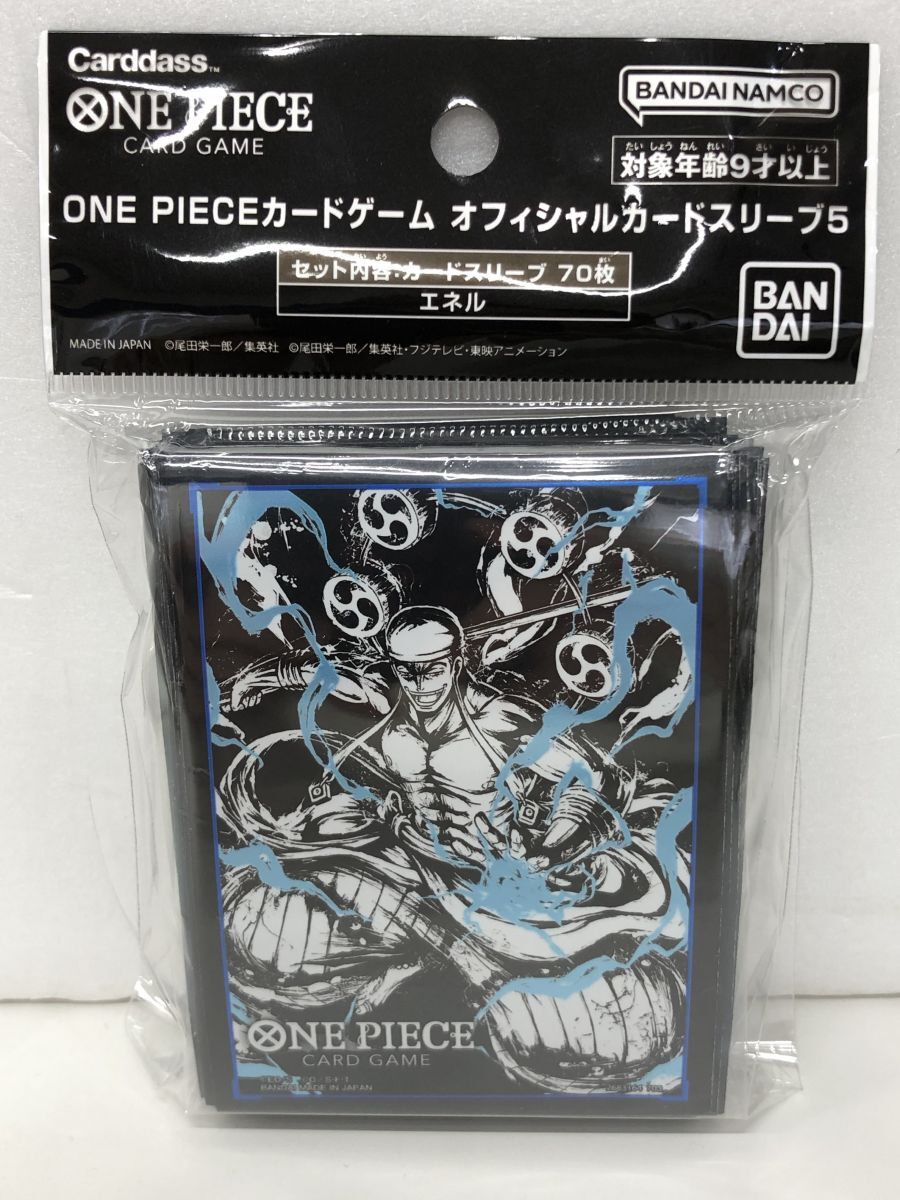 Carddass™
ONE PIECE
CARD GAME
BANDAI NAMCO
たいしょう ねん れい さい い じょう
対象年齢9才以上
ONE PIECEカードゲーム オフィシャルカードスリーブ5
セット内容:カードスリーブ 70枚
エネル
BAN
DAI
MADE IN JAPAN ©尾田栄一郎/集英社 ©尾田栄一郎/集英社・フジテレビ・東映アニメーション
ONE PIECE
CARD GAME
BANDAI MADE IN JAPAN